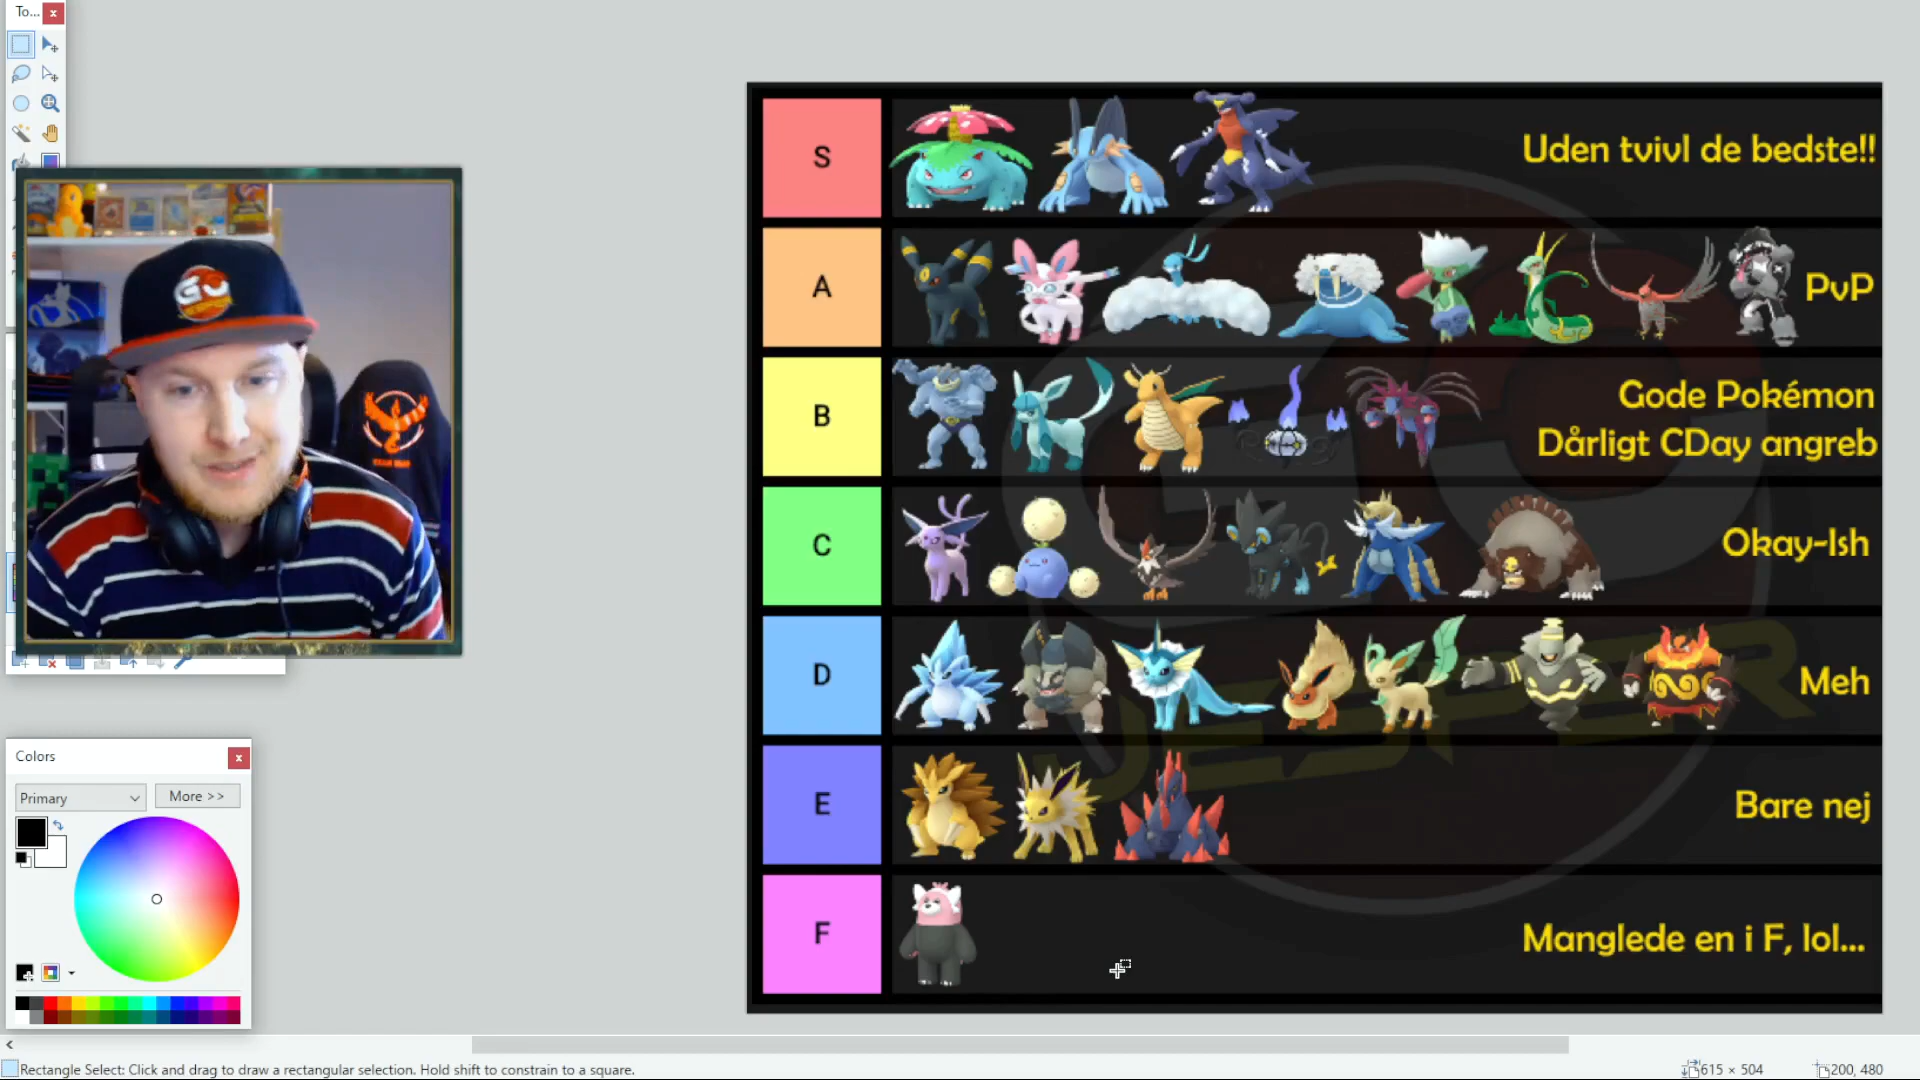 To...
S
Uden tvivl de bedste!!
A
PvP
B
Gode Pokémon
Dårligt CDay angreb
C
Okay-Ish
D
Meh
E
Bare nej
F
Manglede en i F, lol...
JESPER
GO
Colors
Primary
More >>
Rectangle Select: Click and drag to draw a rectangular selection. Hold shift to constrain to a square.
615 × 504
200, 480